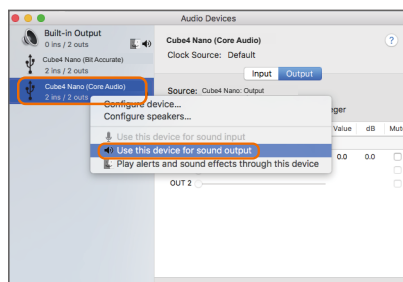 Audio Devices
Built-in Output
0 ins / 2 outs
Cube4 Nano (Bit Accurate)
2 ins / 2 outs
Cube4 Nano (Core Audio)
2 ins / 2 outs
Cube4 Nano (Core Audio)
?
Clock Source: Default
Input Output
Source: Cube4 Nano: Output
Configure device...
Configure speakers...
Use this device for sound input
Use this device for sound output
Play alerts and sound effects through this device
Value dB Mute
0.0 0.0
OUT 2